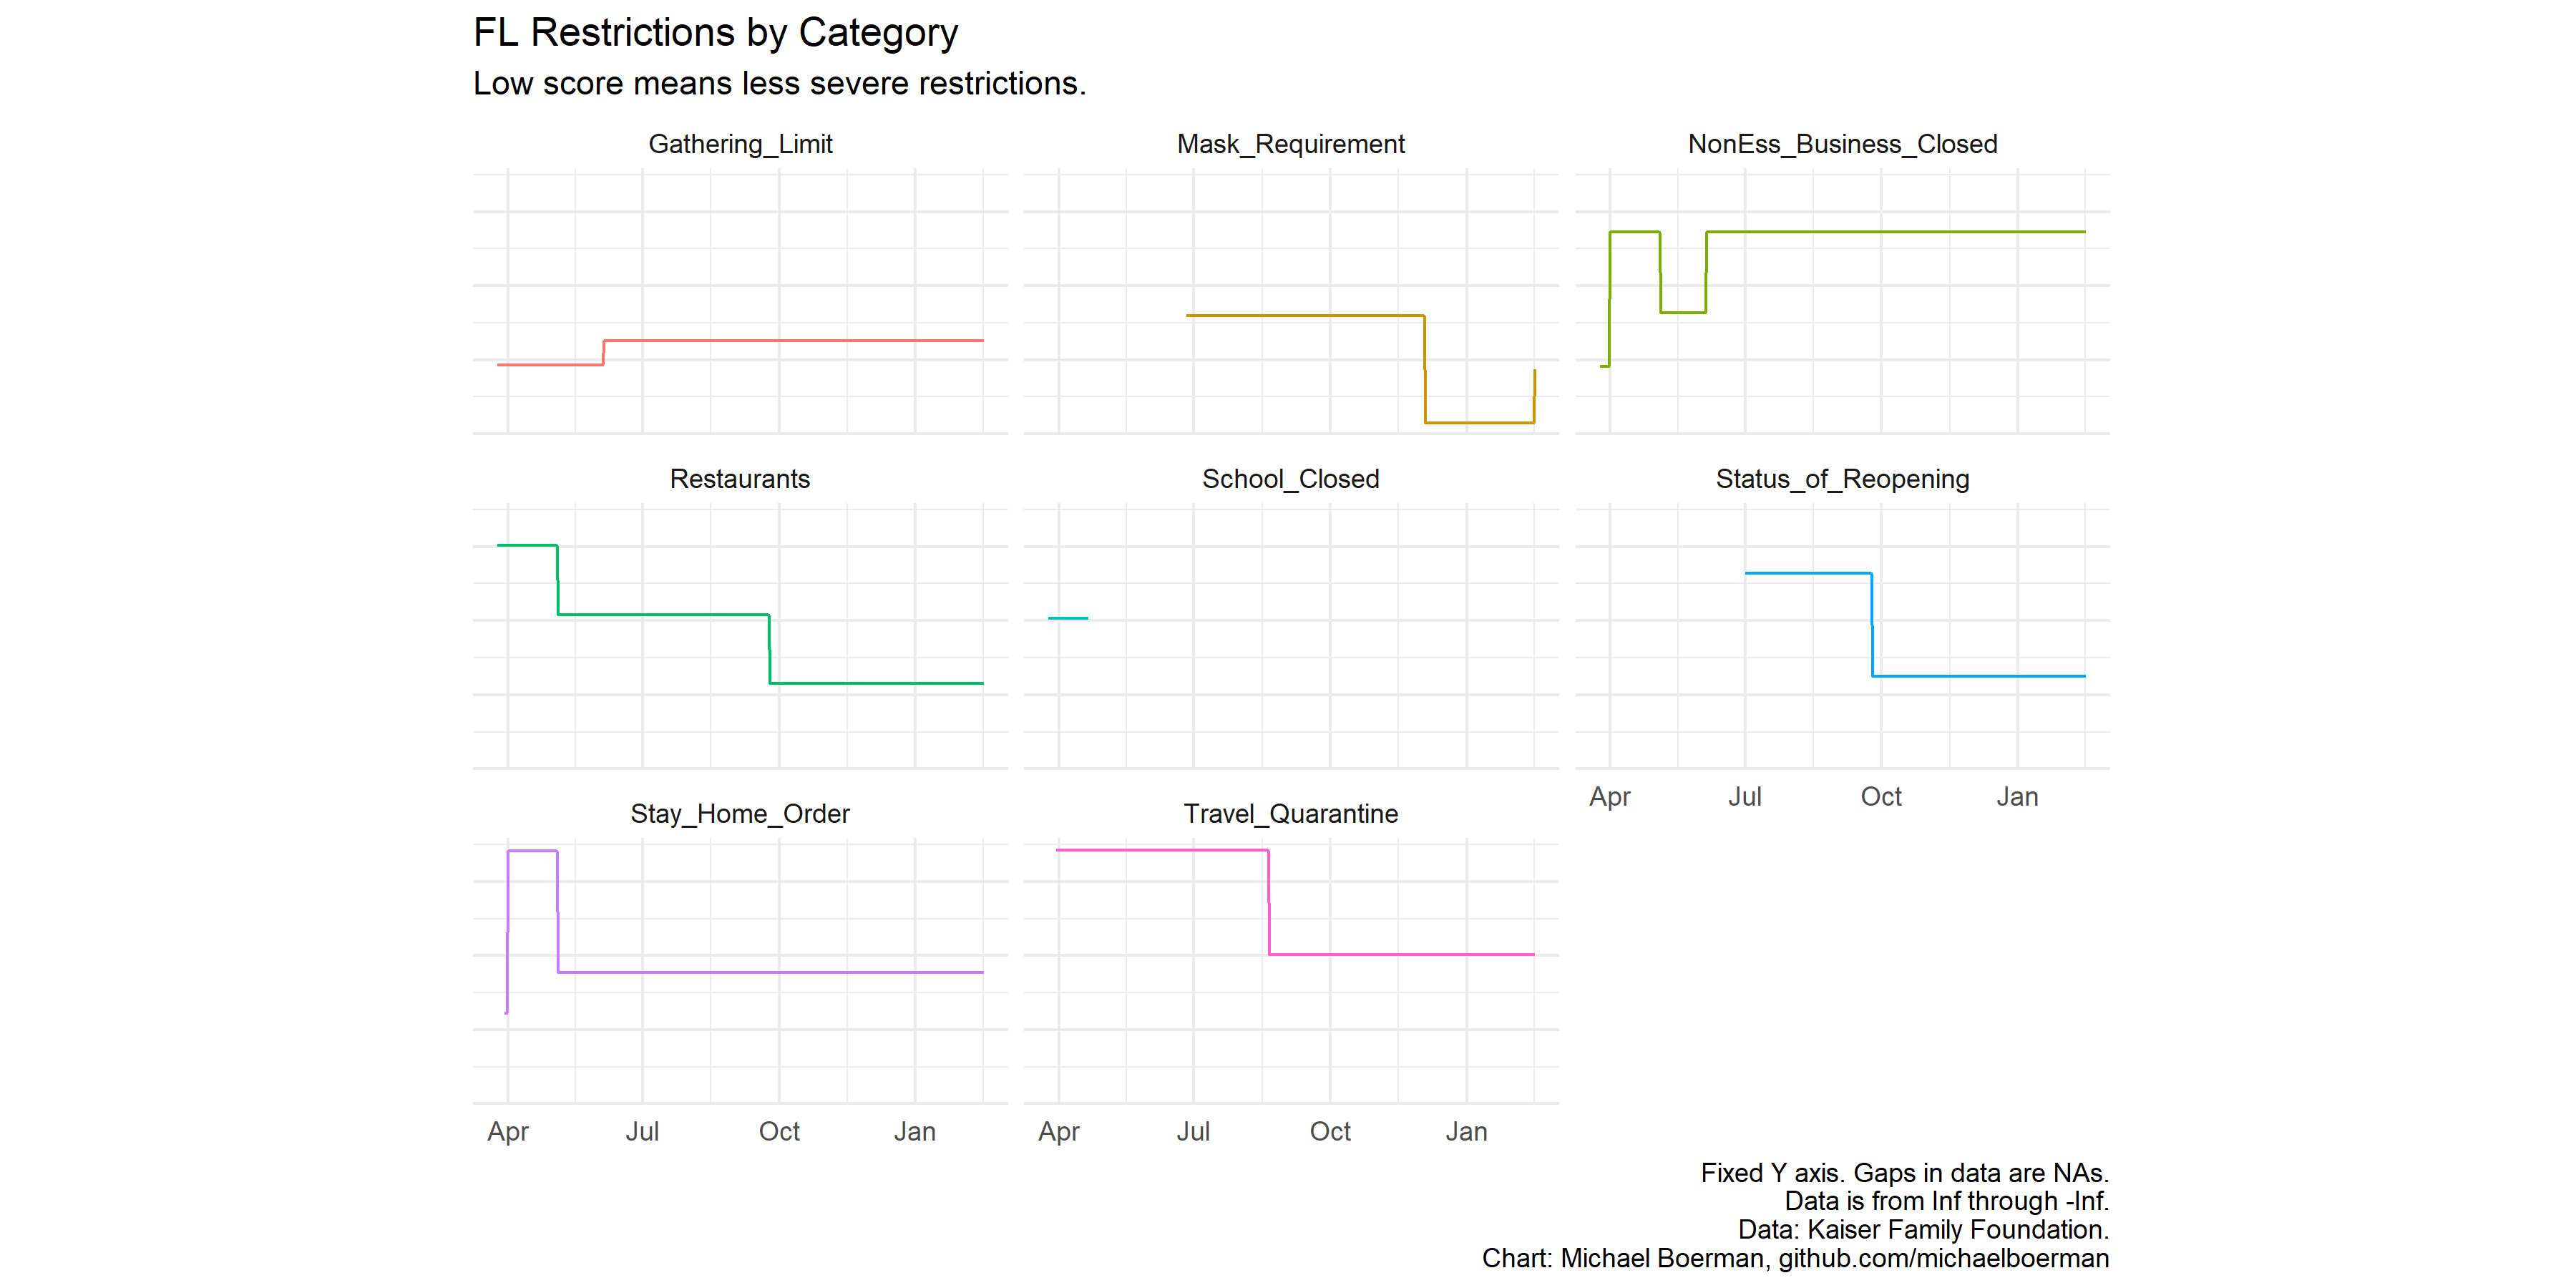 FL Restrictions by Category
Low score means less severe restrictions.
Gathering_Limit
Mask_Requirement
NonEss_Business_Closed
Restaurants
School_Closed
Status_of_Reopening
Apr Jul Oct Jan
Stay_Home_Order
Travel_Quarantine
Apr Jul Oct Jan
Apr Jul Oct Jan
Fixed Y axis. Gaps in data are NAs.
Data is from Inf through -Inf.
Data: Kaiser Family Foundation.
Chart: Michael Boerman, github.com/michaelboerman